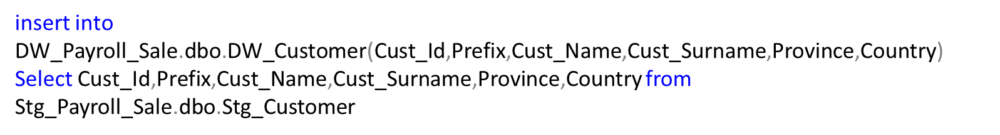 insert into
DW_Payroll_Sale.dbo.DW_Customer(Cust_Id,Prefix,Cust_Name,Cust_Surname,Province,Country)
Select Cust_Id,Prefix,Cust_Name,Cust_Surname,Province,Country from
Stg_Payroll_Sale.dbo.Stg_Customer